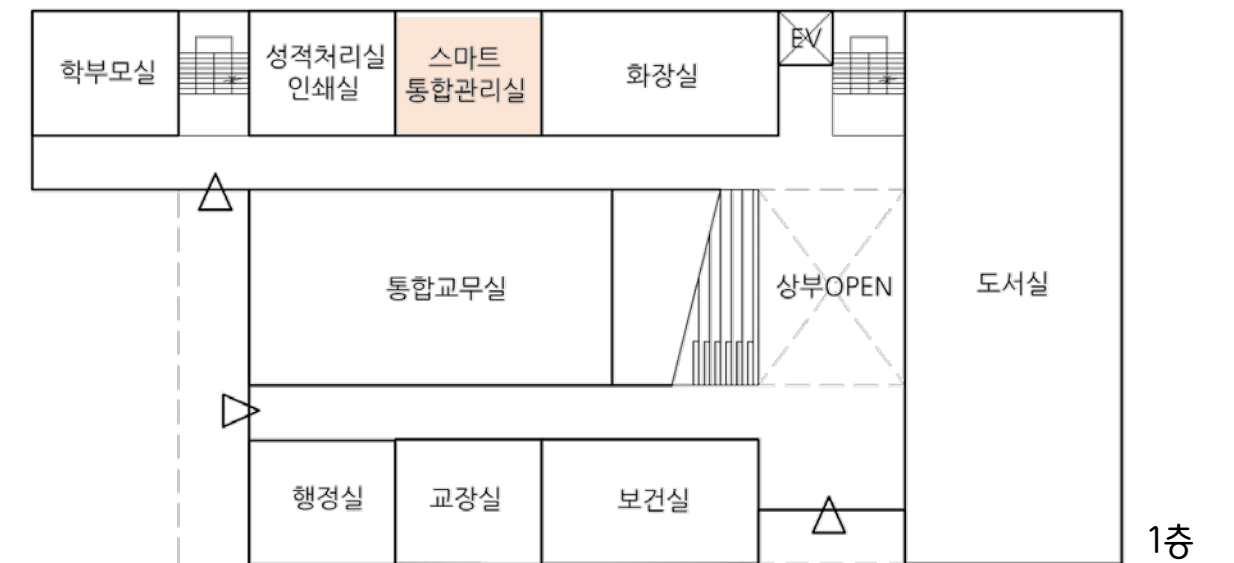 학부모실
성적처리실
인쇄실
스마트
통합관리실
화장실
EV
통합교무실
상부OPEN
도서실
행정실
교장실
보건실
1층